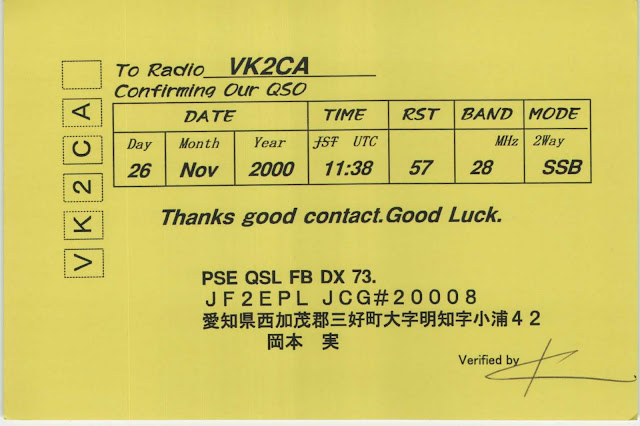 To Radio VK2CA
Confirming Our QSO
DATE TIME RST BAND MODE
Day Month Year JST UTC MHz 2Way
26 Nov 2000 11:38 57 28 SSB
VK2CA
Thanks good contact.Good Luck.
PSE QSL FB DX 73.
JF2EPL JCG#20008
愛知県西加茂郡三好町大字明知字小浦42
岡本 実
Verified by